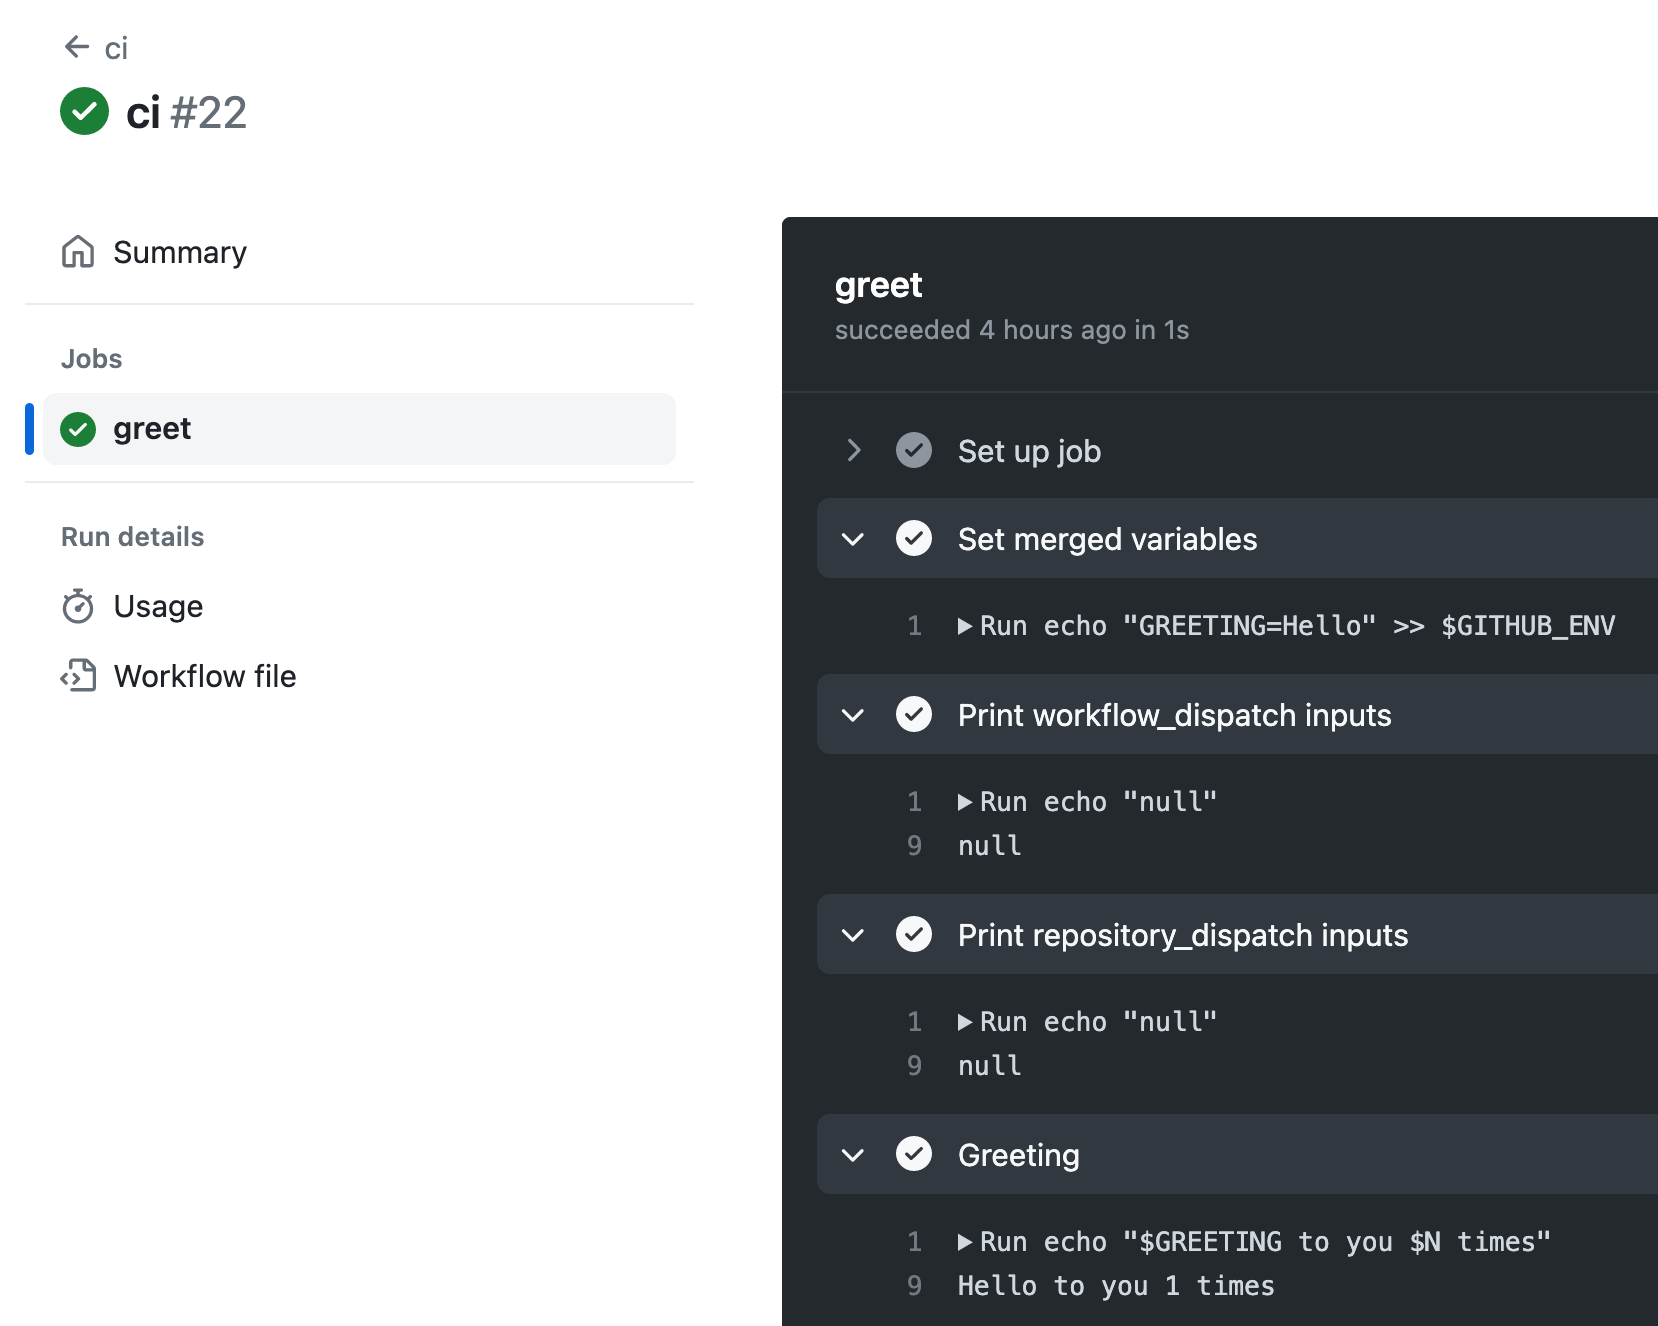 ci
ci #22
Summary
Jobs
greet
Run details
Usage
Workflow file
greet
succeeded 4 hours ago in 1s
Set up job
Set merged variables
1 Run echo "GREETING=Hello" >> $GITHUB_ENV
Print workflow_dispatch inputs
1 Run echo "null"
9 null
Print repository_dispatch inputs
1 Run echo "null"
9 null
Greeting
1 Run echo "$GREETING to you $N times"
9 Hello to you 1 times